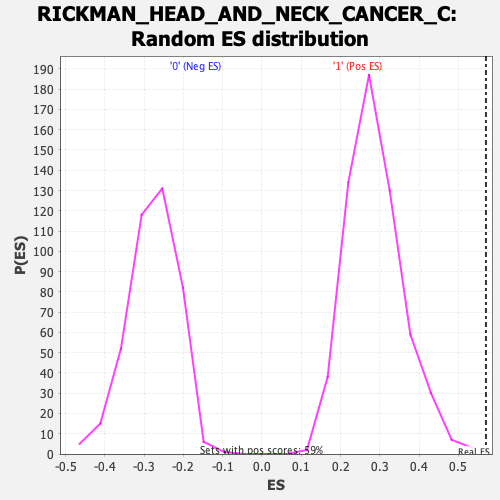 RICKMAN_HEAD_AND_NECK_CANCER_C:
Random ES distribution
'0' (Neg ES) '1' (Pos ES)
190
180
170
160
150
140
130
120
110
100
90
80
70
60
50
40
30
20
10
0
P(ES)
Sets with pos scores: 59%
Real ES
-0.5 -0.4 -0.3 -0.2 -0.1 0.0 0.1 0.2 0.3 0.4 0.5
ES